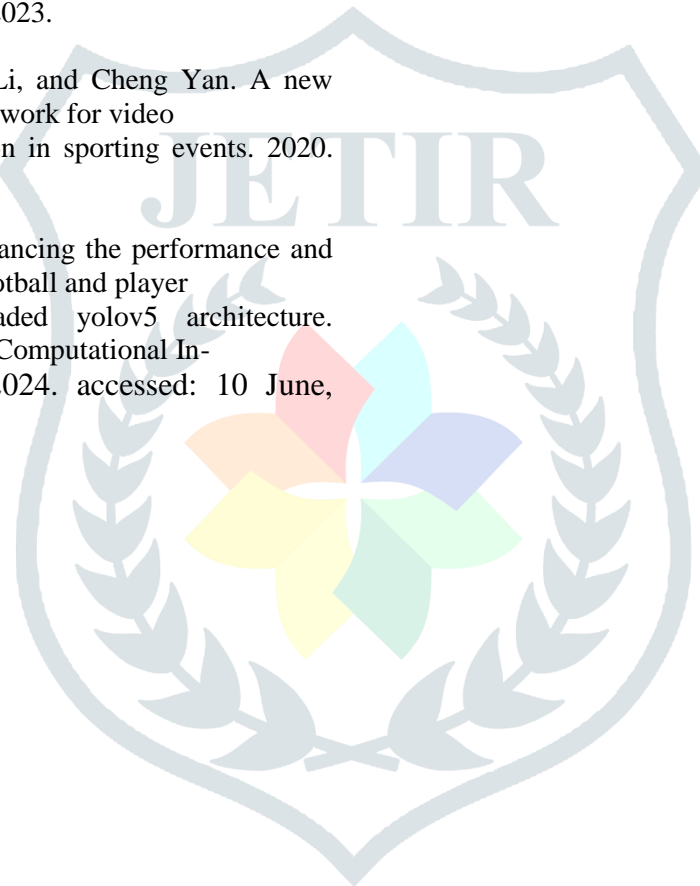 2023.
Li, and Cheng Yan. A new
work for video
n in sporting events. 2020.
JETIR
ancing the performance and
otball and player
aded yolov5 architecture.
Computational In-
2024. accessed: 10 June,